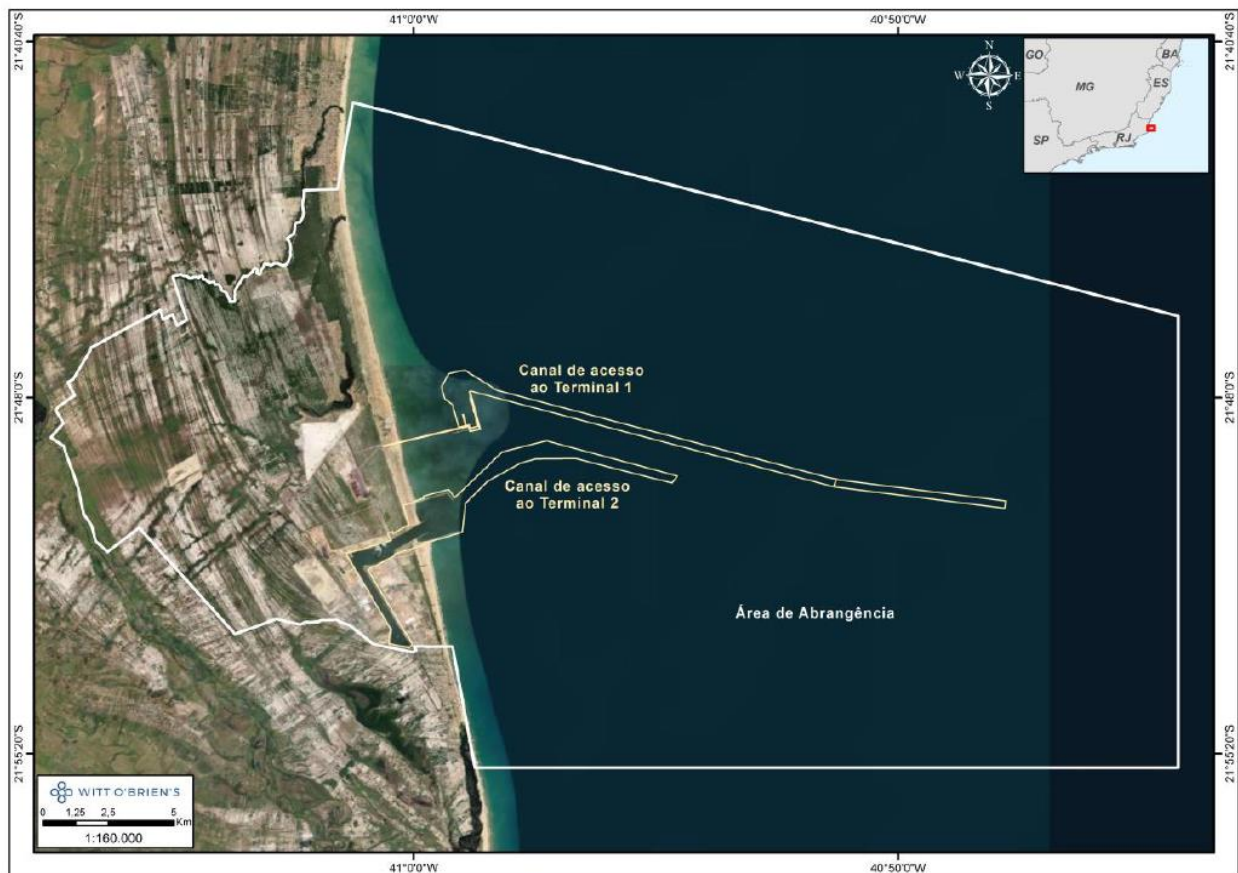 41°0'0"W
40°50'0"W
21°40'40"S
21°40'40"S
N
W
E
S
GO
BA
MG
ES
SP
RJ
Canal de acesso
ao Terminal 1
21°48'0"S
21°48'0"S
Canal de acesso
ao Terminal 2
Área de Abrangência
21°55'20"S
21°55'20"S
WITT O'BRIEN'S
0 1,25 2,5 5
Km
1:160.000
41°0'0"W
40°50'0"W